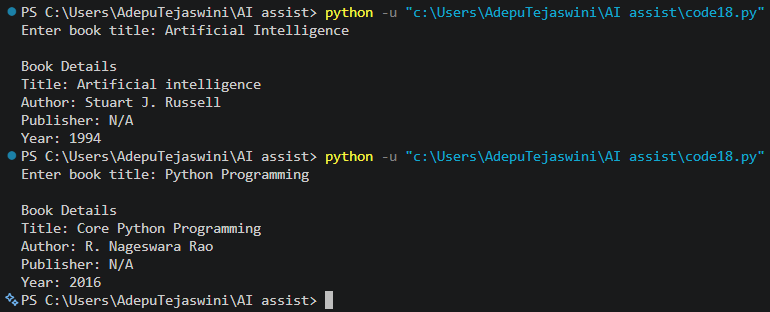 PS C:\Users\AdepuTejaswini\AI assist> python -u "c:\Users\AdepuTejaswini\AI assist\code18.py"
Enter book title: Artificial Intelligence
Book Details
Title: Artificial intelligence
Author: Stuart J. Russell
Publisher: N/A
Year: 1994
PS C:\Users\AdepuTejaswini\AI assist> python -u "c:\Users\AdepuTejaswini\AI assist\code18.py"
Enter book title: Python Programming
Book Details
Title: Core Python Programming
Author: R. Nageswara Rao
Publisher: N/A
Year: 2016
PS C:\Users\AdepuTejaswini\AI assist>